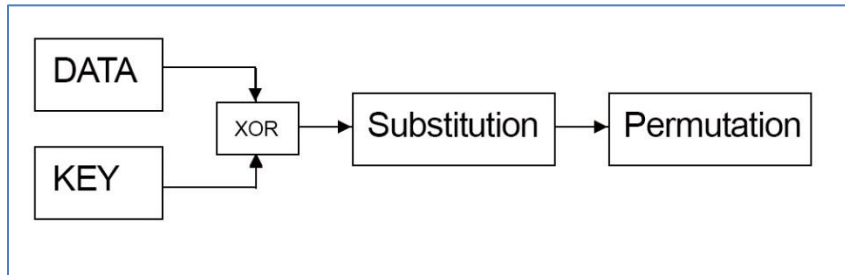 DATA
XOR
Substitution
Permutation
KEY